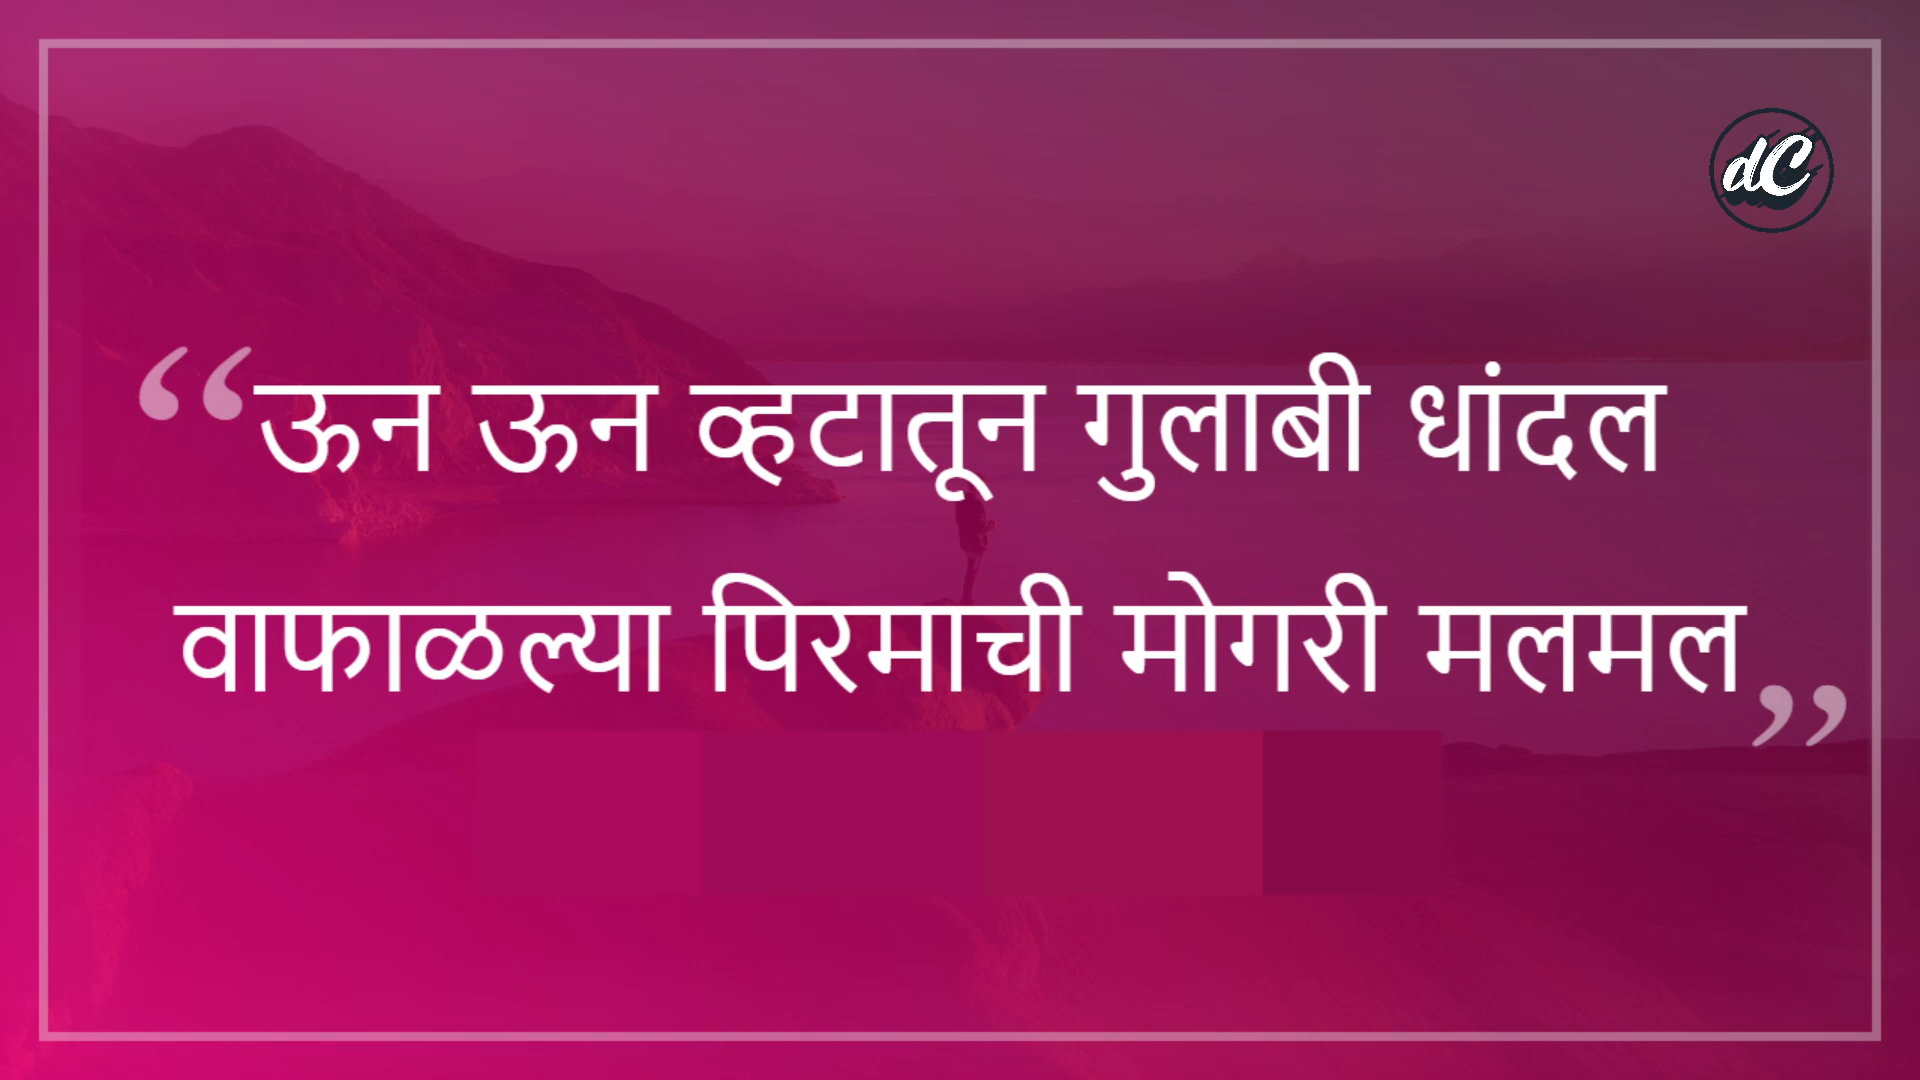 dC
“ऊन ऊन व्हटातून गुलाबी धांदल
वाफाळल्या पिरमाची मोगरी मलमल”